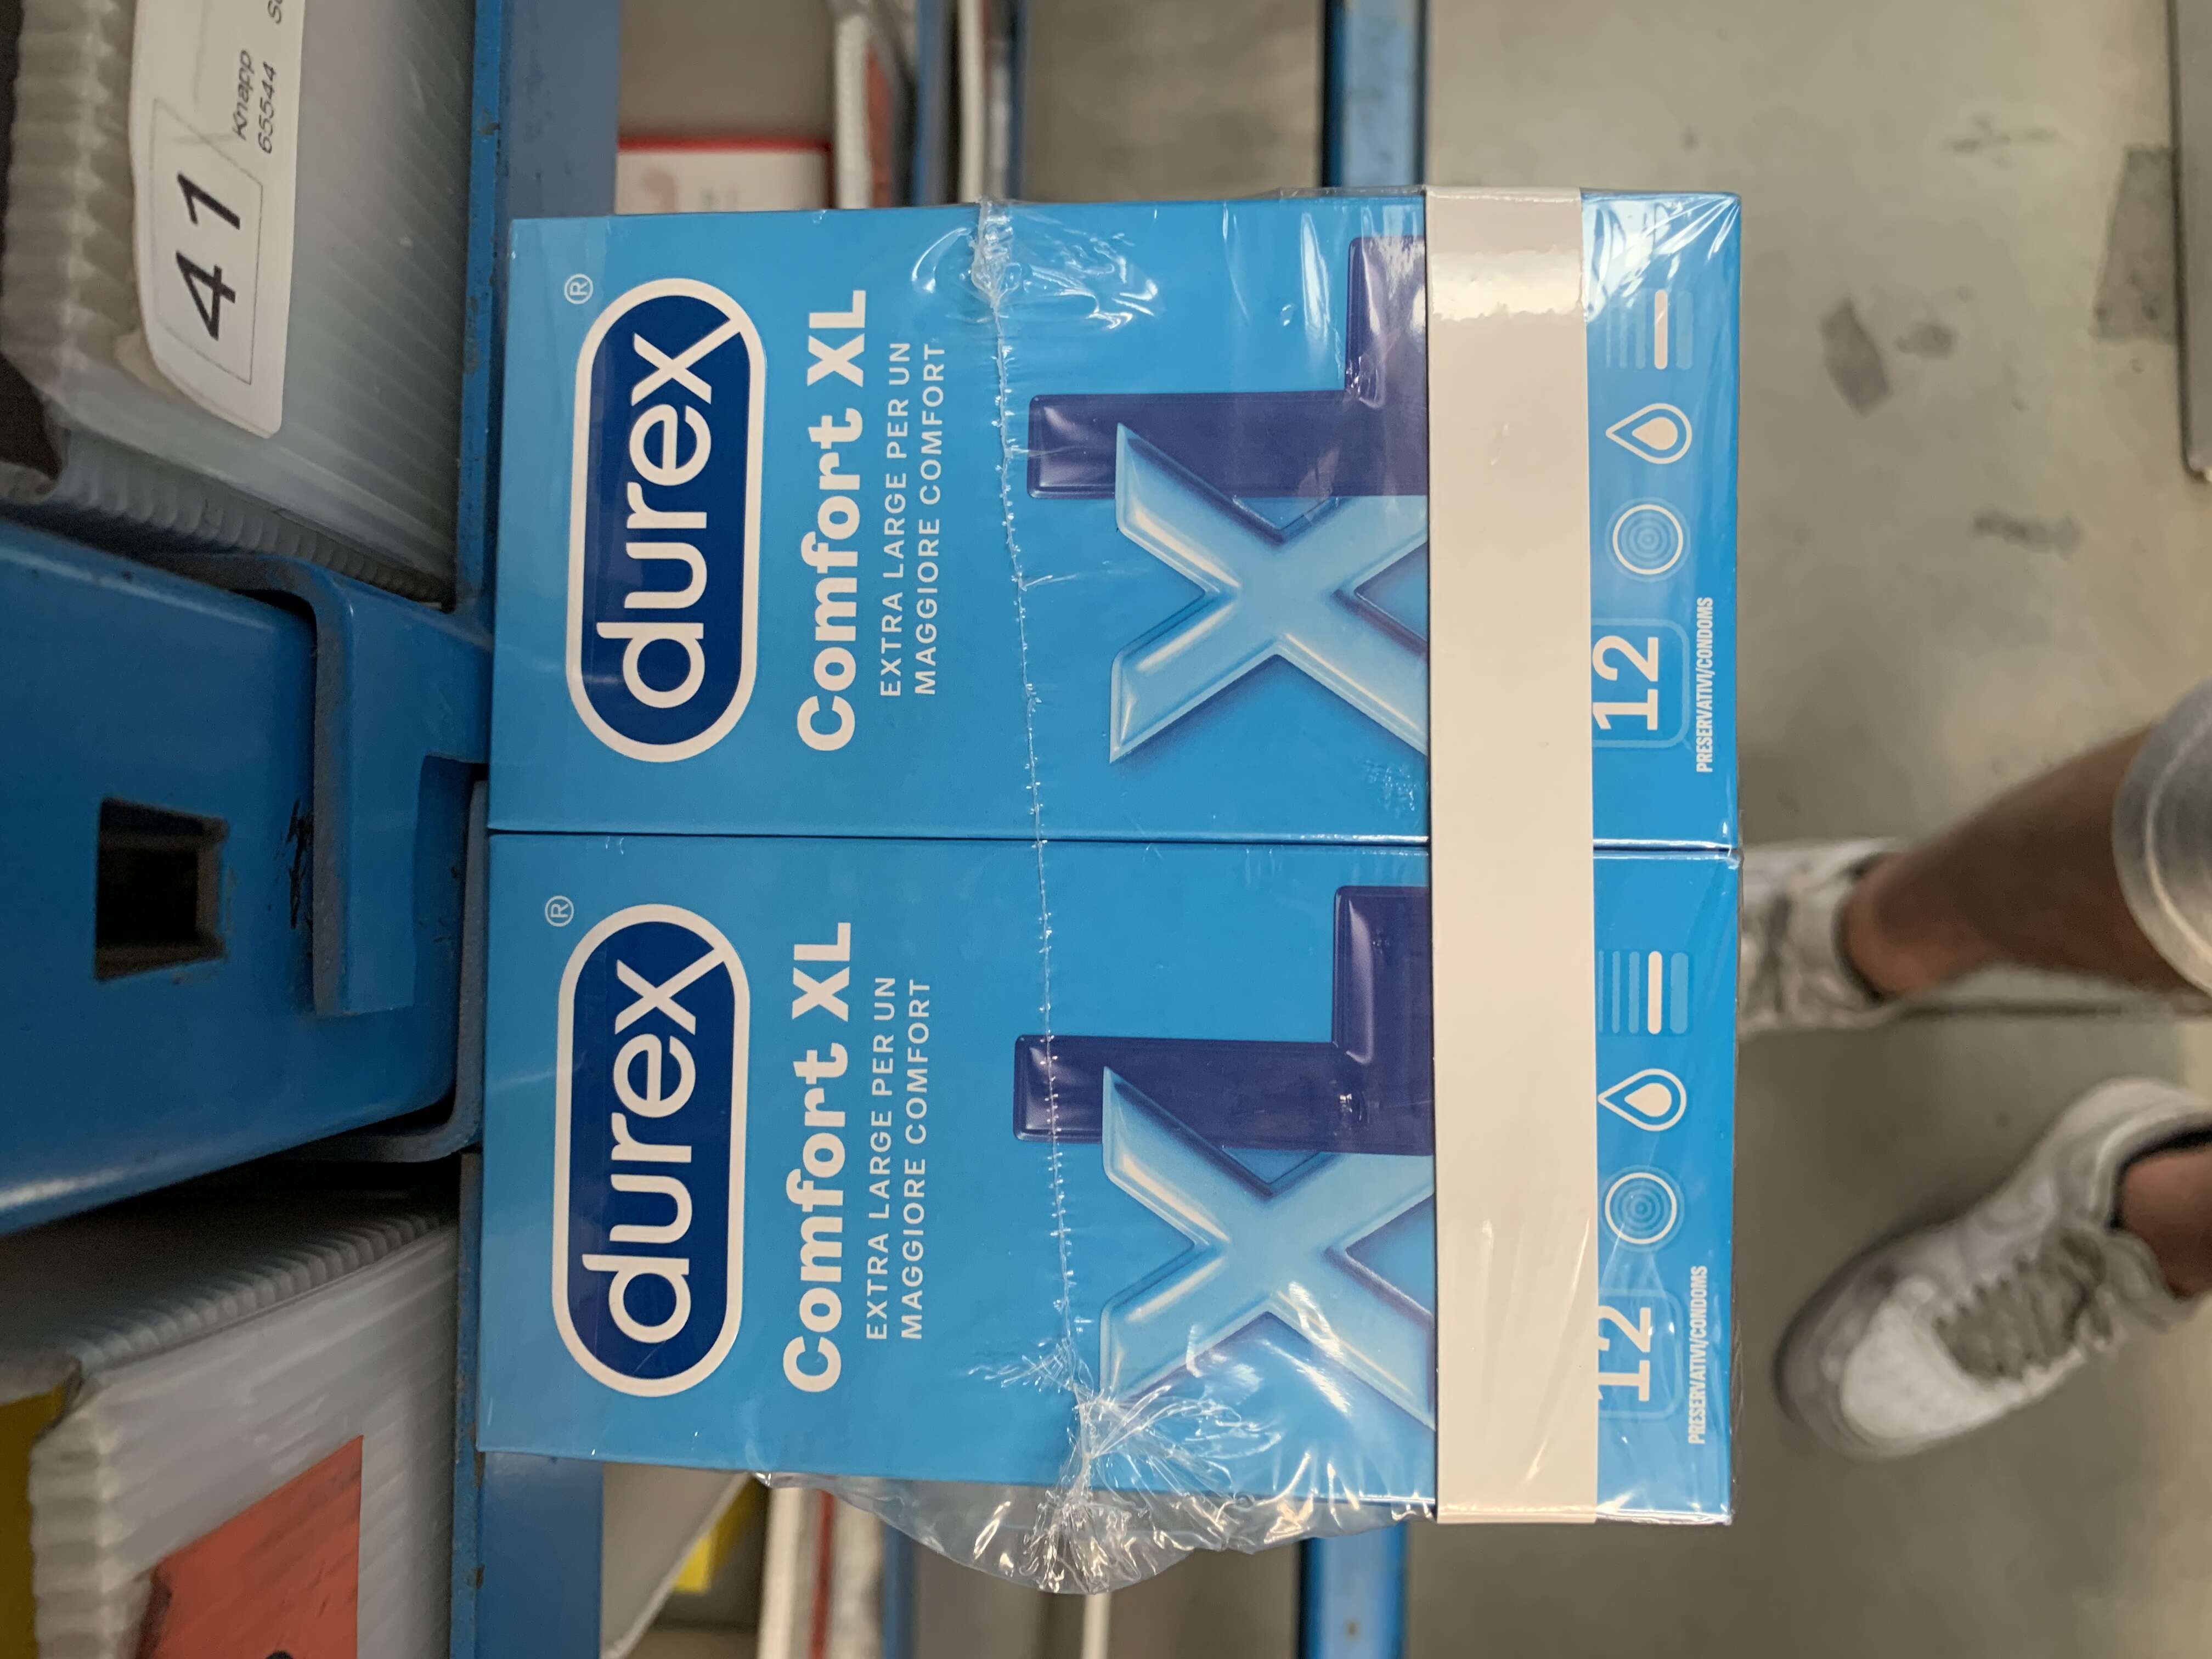 41
Knapp
65544
durex®
Comfort XL
EXTRA LARGE PER UN
MAGGIORE COMFORT
XL
12
PRESERVATIVI/CONDOMS
durex®
Comfort XL
EXTRA LARGE PER UN
MAGGIORE COMFORT
XL
12
PRESERVATIVI/CONDOMS